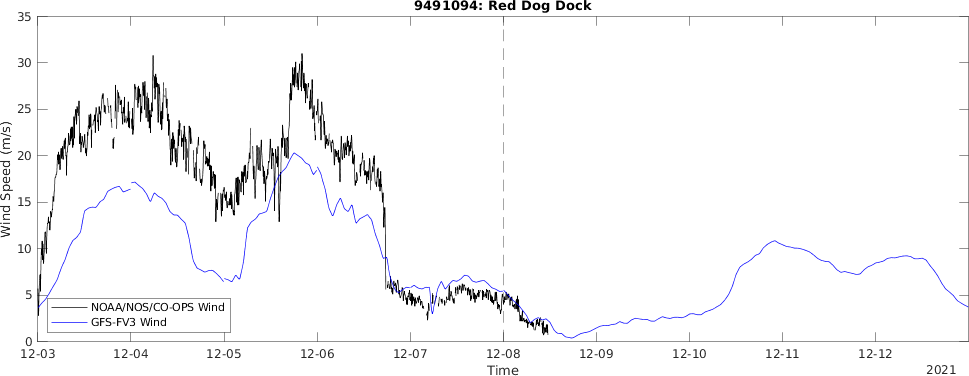 9491094: Red Dog Dock
Wind Speed (m/s)
35
30
25
20
15
10
5
0
NOAA/NOS/CO-OPS Wind
GFS-FV3 Wind
12-03 12-04 12-05 12-06 12-07 12-08 12-09 12-10 12-11 12-12
Time
2021